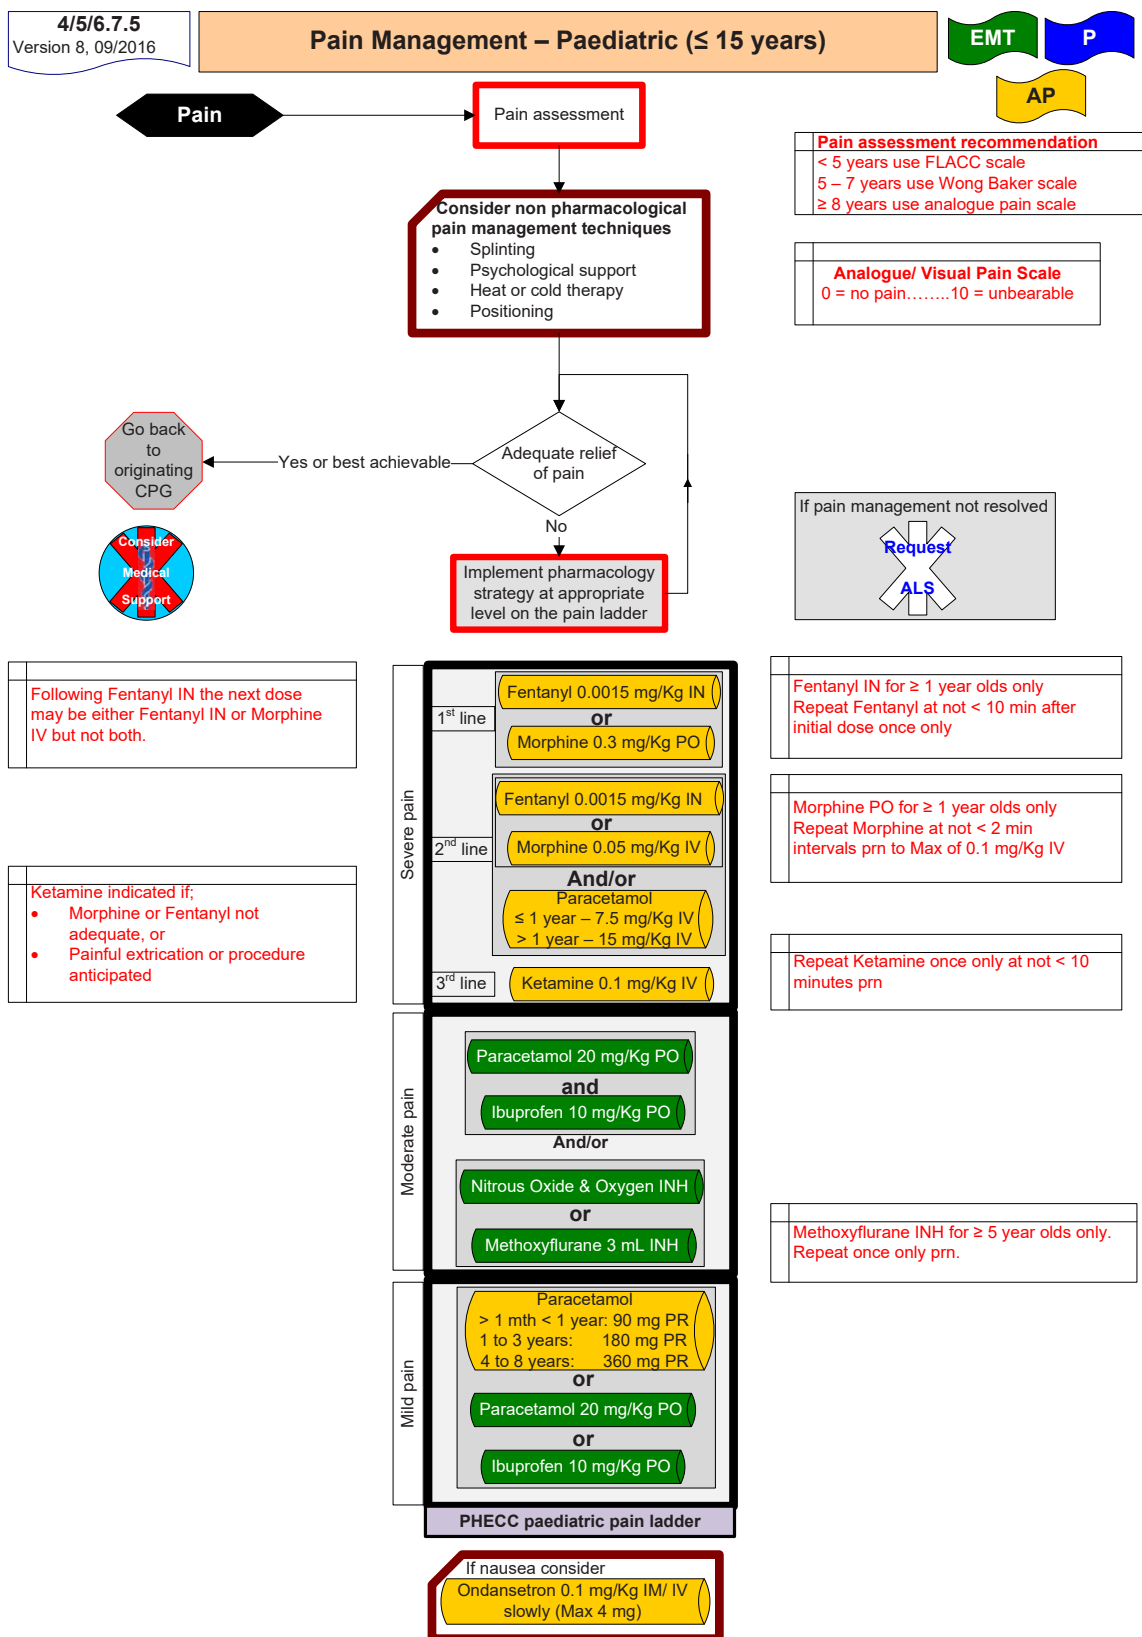 4/5/6.7.5
Version 8, 09/2016
Pain Management – Paediatric (≤ 15 years)
EMT
P
AP
Pain
Pain assessment
Pain assessment recommendation
< 5 years use FLACC scale
5 – 7 years use Wong Baker scale
≥ 8 years use analogue pain scale
Consider non pharmacological
pain management techniques
• Splinting
• Psychological support
• Heat or cold therapy
• Positioning
Analogue/ Visual Pain Scale
0 = no pain……..10 = unbearable
Go back
to
originating
CPG
Yes or best achievable
Adequate relief
of pain
No
Consider
Medical
Support
Implement pharmacology
strategy at appropriate
level on the pain ladder
If pain management not resolved
Request
ALS
Following Fentanyl IN the next dose
may be either Fentanyl IN or Morphine
IV but not both.
Ketamine indicated if;
• Morphine or Fentanyl not
adequate, or
• Painful extrication or procedure
anticipated
Severe pain
1st line
Fentanyl 0.0015 mg/Kg IN
or
Morphine 0.3 mg/Kg PO
2nd line
Fentanyl 0.0015 mg/Kg IN
or
Morphine 0.05 mg/Kg IV
And/or
Paracetamol
≤ 1 year – 7.5 mg/Kg IV
> 1 year – 15 mg/Kg IV
3rd line
Ketamine 0.1 mg/Kg IV
Fentanyl IN for ≥ 1 year olds only
Repeat Fentanyl at not < 10 min after
initial dose once only
Morphine PO for ≥ 1 year olds only
Repeat Morphine at not < 2 min
intervals prn to Max of 0.1 mg/Kg IV
Repeat Ketamine once only at not < 10
minutes prn
Moderate pain
Paracetamol 20 mg/Kg PO
and
Ibuprofen 10 mg/Kg PO
And/or
Nitrous Oxide & Oxygen INH
or
Methoxyflurane 3 mL INH
Methoxyflurane INH for ≥ 5 year olds only.
Repeat once only prn.
Mild pain
Paracetamol
> 1 mth < 1 year: 90 mg PR
1 to 3 years: 180 mg PR
4 to 8 years: 360 mg PR
or
Paracetamol 20 mg/Kg PO
or
Ibuprofen 10 mg/Kg PO
PHECC paediatric pain ladder
If nausea consider
Ondansetron 0.1 mg/Kg IM/ IV
slowly (Max 4 mg)